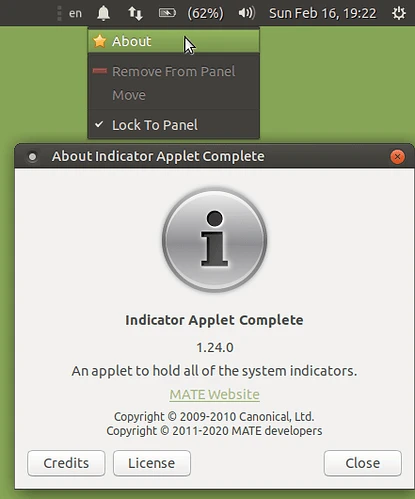 en (62%) Sun Feb 16, 19:22
About
Remove From Panel
Move
Lock To Panel
About Indicator Applet Complete
Indicator Applet Complete
1.24.0
An applet to hold all of the system indicators.
MATE Website
Copyright © 2009-2010 Canonical, Ltd.
Copyright © 2011-2020 MATE developers
Credits License Close